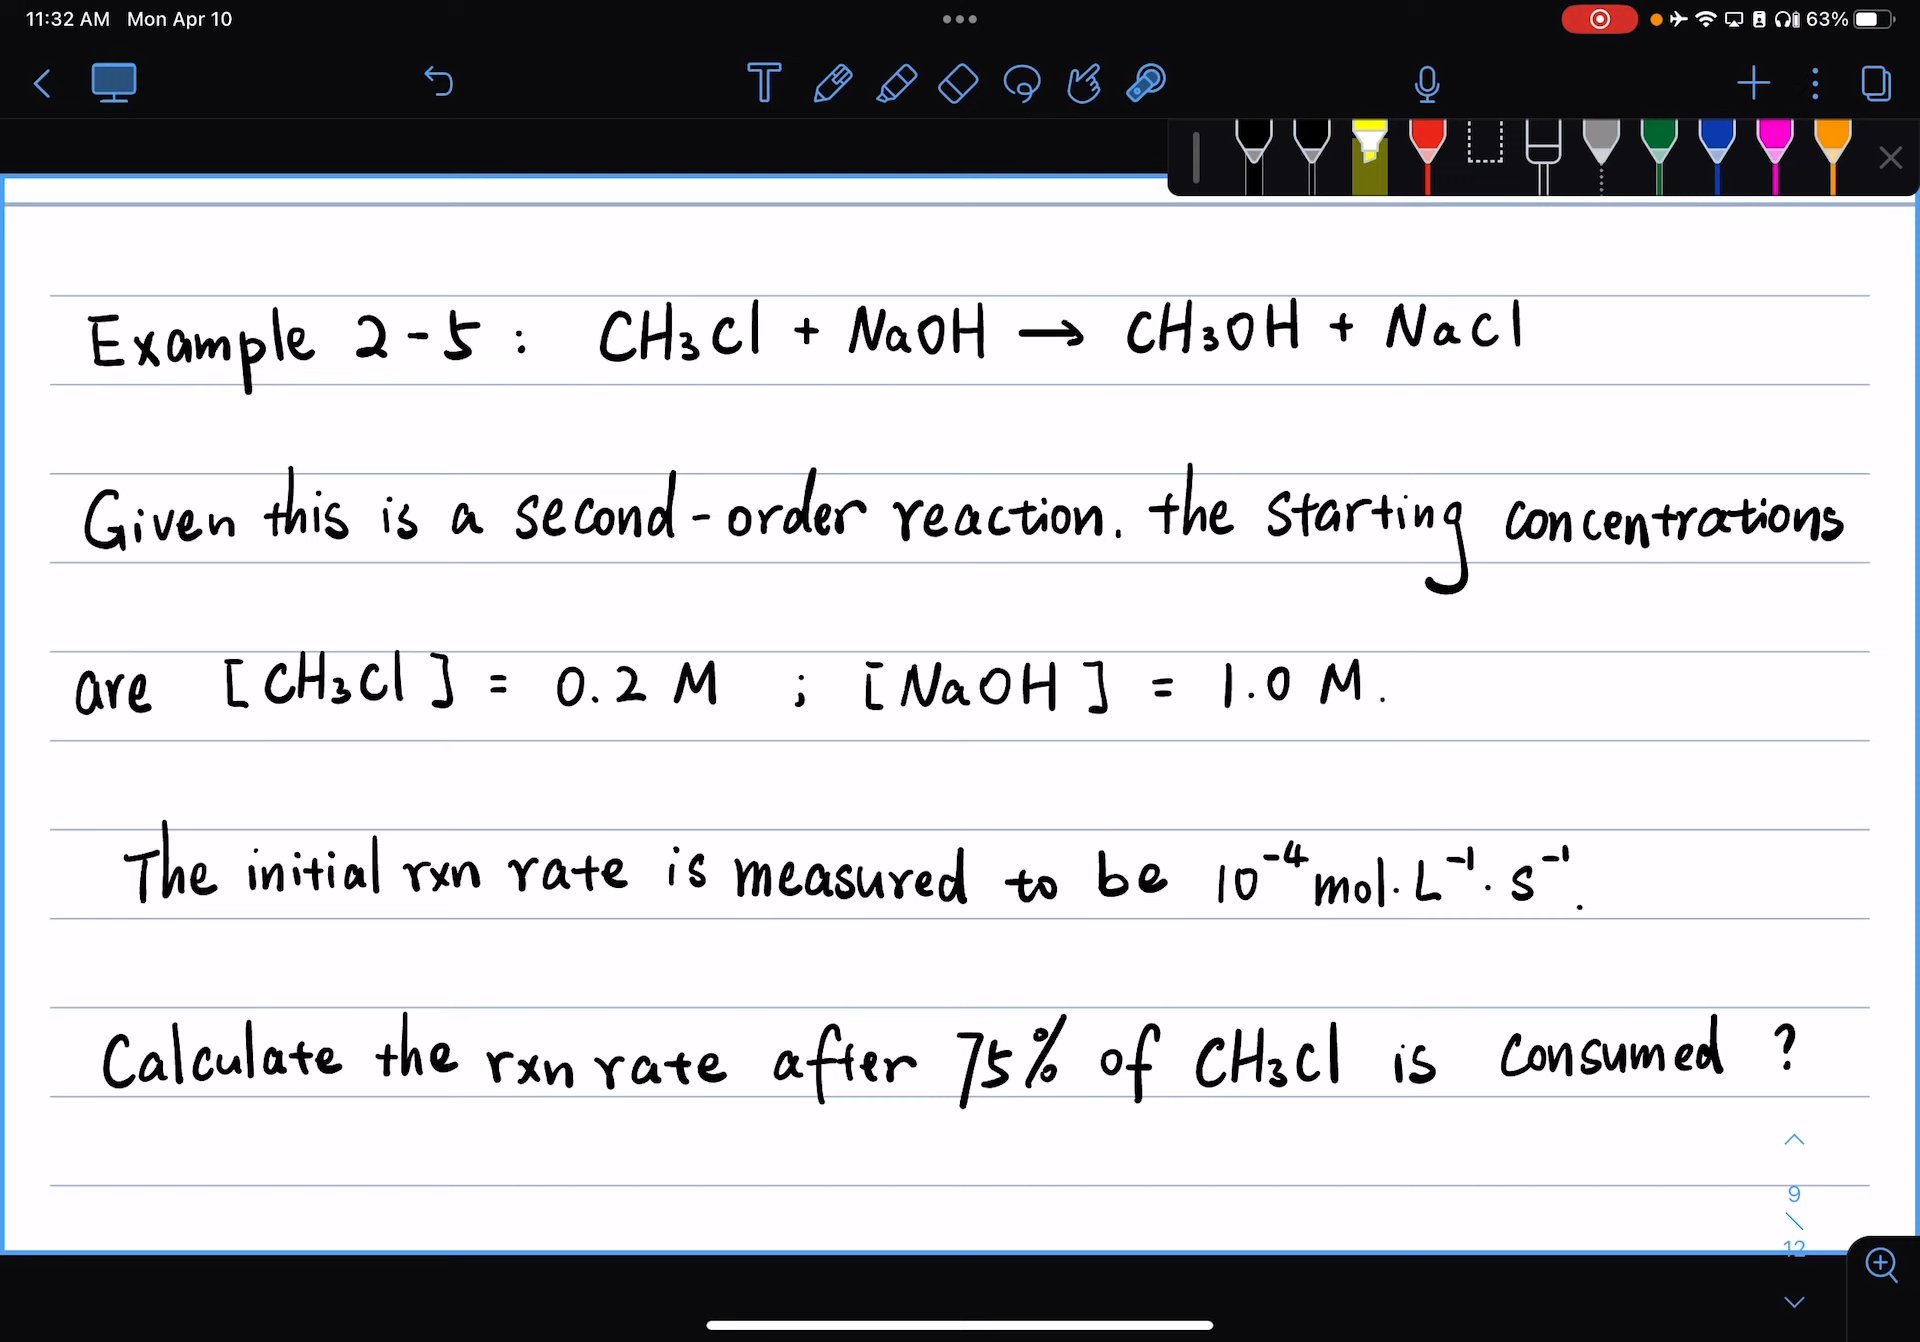 11:32 AM Mon Apr 10
63%
T
Example 2-5 : CH₃Cl + NaOH → CH₃OH + NaCl
Given this is a second-order reaction. the starting concentrations
are [CH₃Cl] = 0.2 M ; [NaOH] = 1.0 M.
The initial rxn rate is measured to be 10⁻⁴ mol·L⁻¹·s⁻¹.
Calculate the rxn rate after 75% of CH₃Cl is consumed ?
9
12